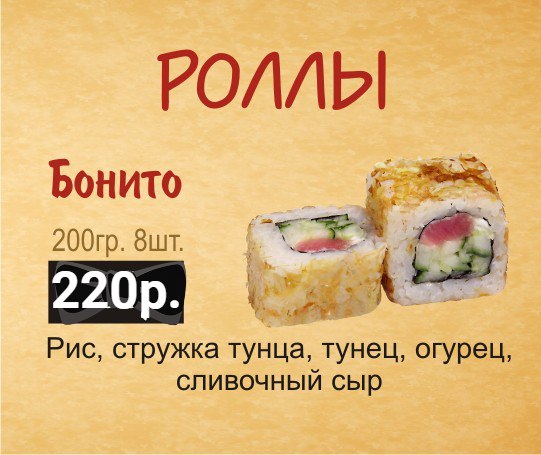 РОЛЛЫ
Бонито
200гр. 8шт.
220р.
Рис, стружка тунца, тунец, огурец,
сливочный сыр